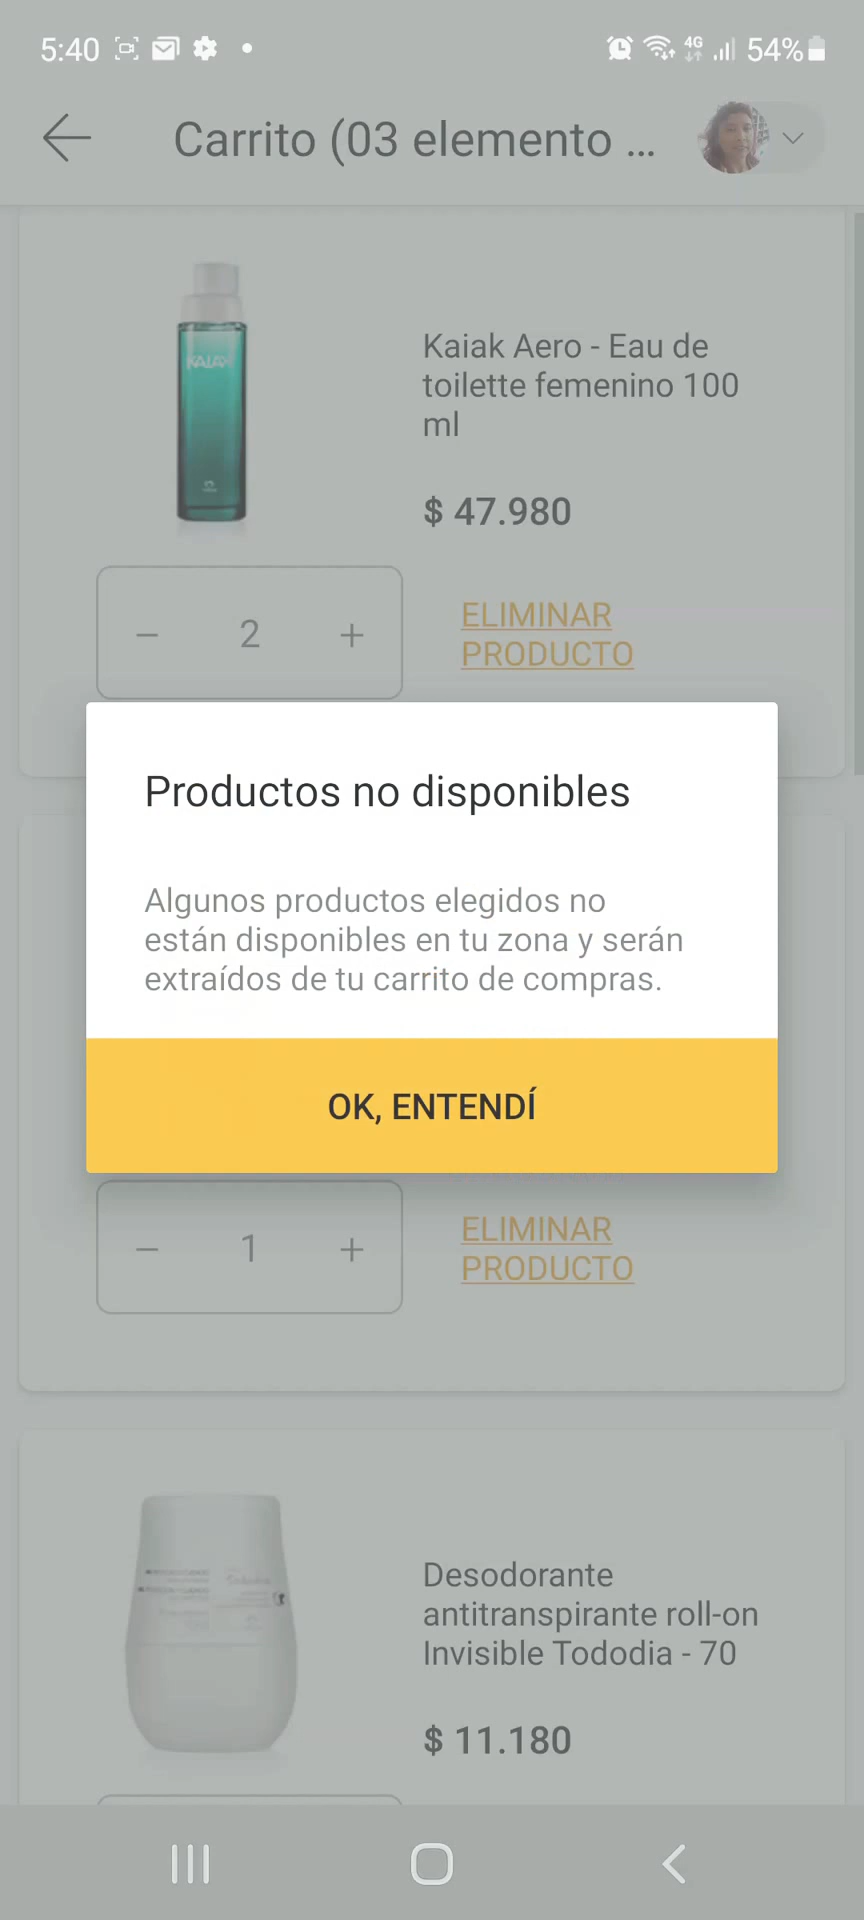 5:40
4G
54%
Carrito (03 elemento ...
KAIAK
Kaiak Aero - Eau de
toilette femenino 100
ml
$ 47.980
2
ELIMINAR
PRODUCTO
Productos no disponibles
Algunos productos elegidos no
están disponibles en tu zona y serán
extraídos de tu carrito de compras.
OK, ENTENDÍ
1
ELIMINAR
PRODUCTO
Desodorante
antitranspirante roll-on
Invisible Tododia - 70
$ 11.180